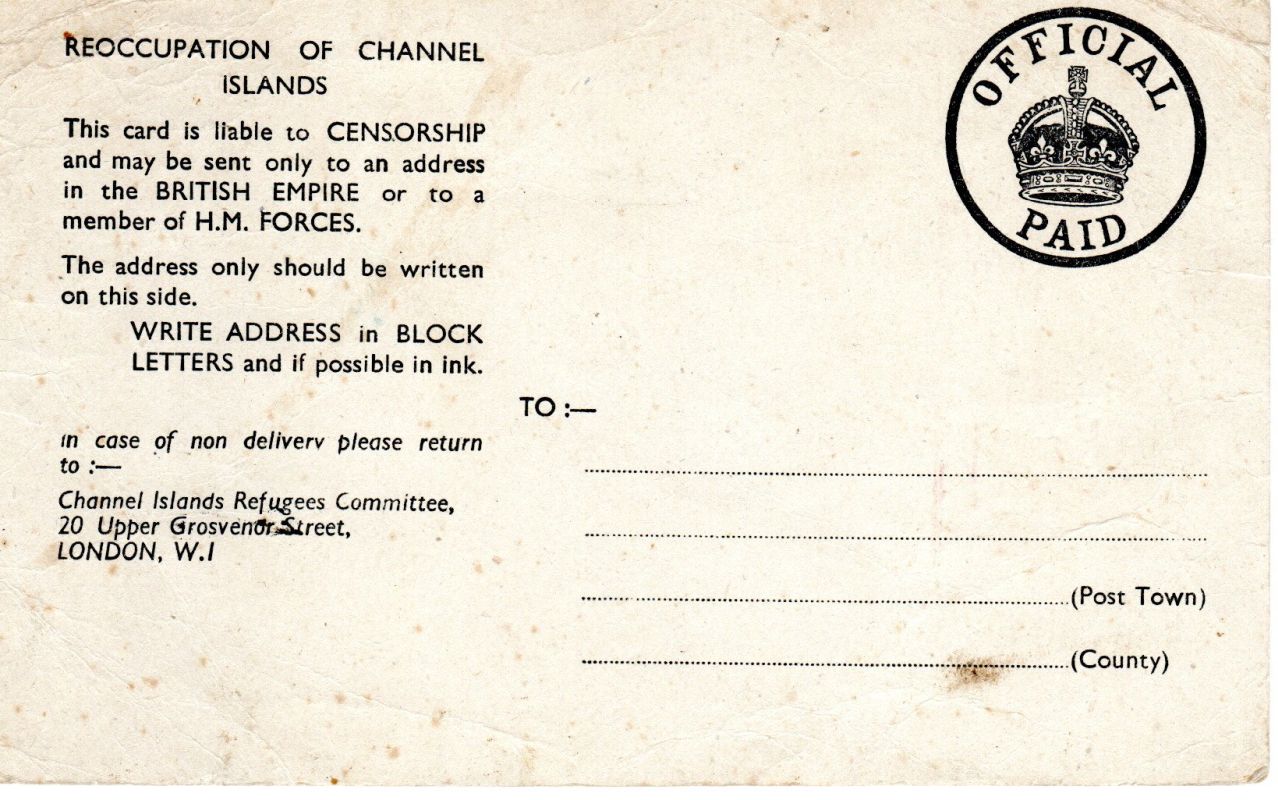 REOCCUPATION OF CHANNEL
ISLANDS
This card is liable to CENSORSHIP
and may be sent only to an address
in the BRITISH EMPIRE or to a
member of H.M. FORCES.
The address only should be written
on this side.
WRITE ADDRESS in BLOCK
LETTERS and if possible in ink.
In case of non delivery please return
to :—
Channel Islands Refugees Committee,
20 Upper Grosvenor Street,
LONDON, W.1
OFFICIAL
PAID
TO :—
(Post Town)
(County)